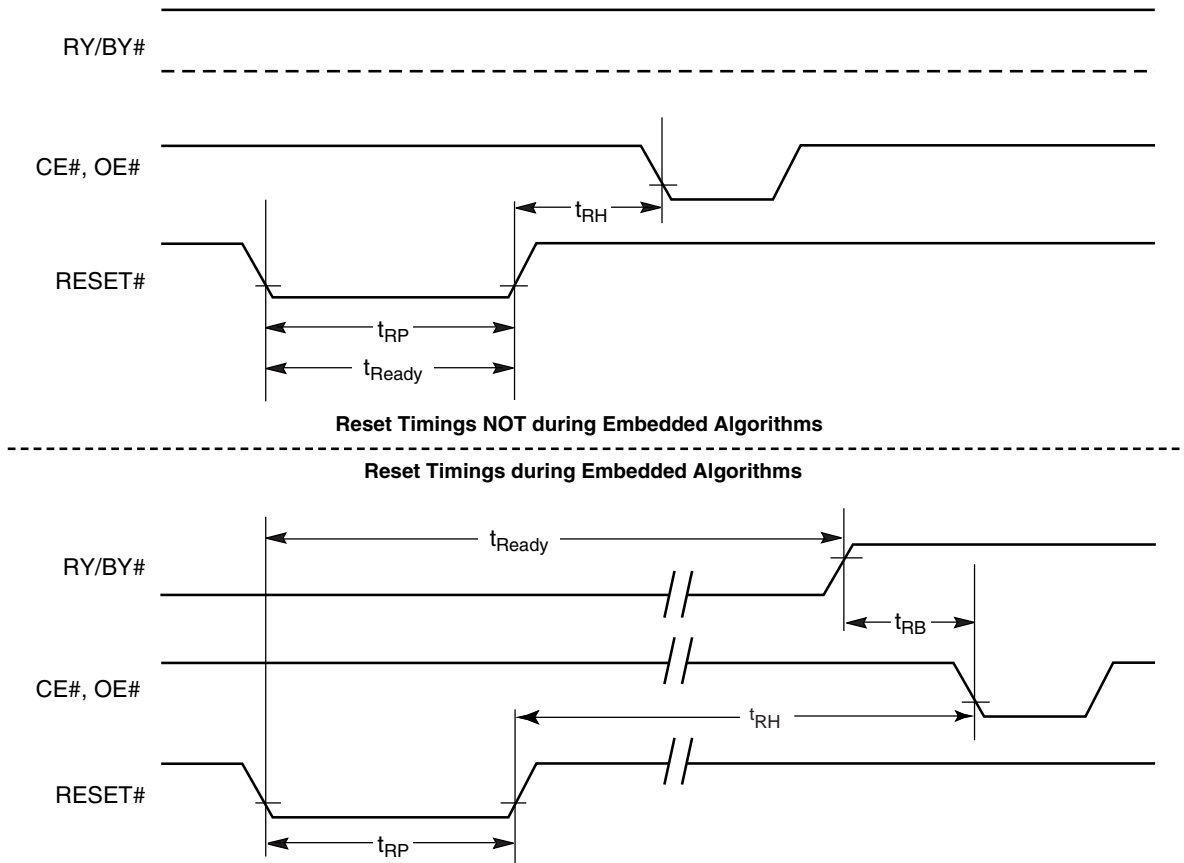 RY/BY#
CE#, OE#
tRH
RESET#
tRP
tReady
Reset Timings NOT during Embedded Algorithms
Reset Timings during Embedded Algorithms
tReady
RY/BY#
tRB
CE#, OE#
tRH
RESET#
tRP